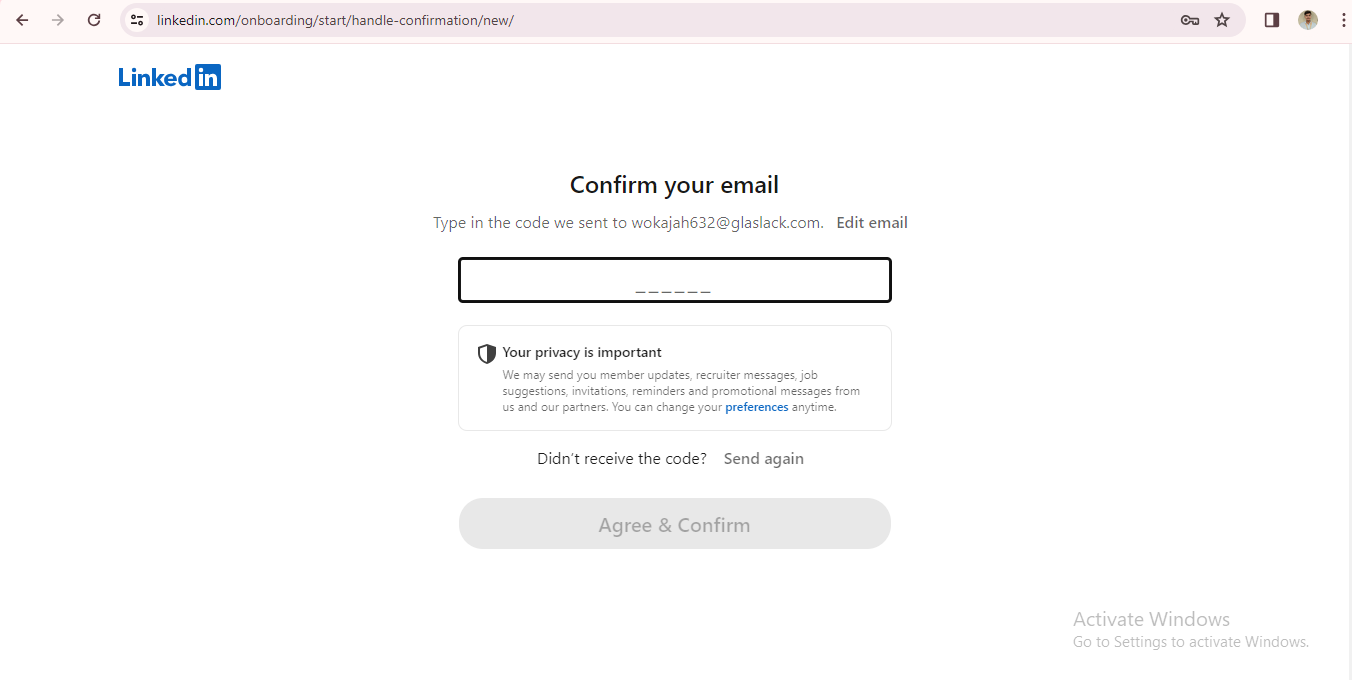 linkedin.com/onboarding/start/handle-confirmation/new/
Linked in
Confirm your email
Type in the code we sent to wokajah632@glaslack.com. Edit email
_ _ _ _ _ _
Your privacy is important
We may send you member updates, recruiter messages, job
suggestions, invitations, reminders and promotional messages from
us and our partners. You can change your preferences anytime.
Didn't receive the code? Send again
Agree & Confirm
Activate Windows
Go to Settings to activate Windows.